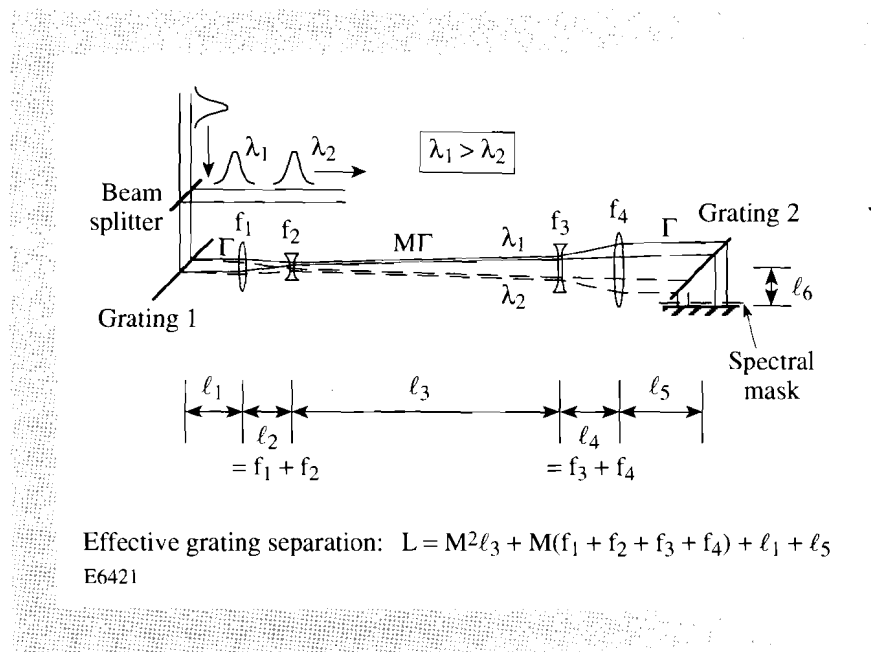 λ₁ λ₂ λ₁ > λ₂
Beam
splitter
f₁ f₂ f₃ f₄
Γ MΓ λ₁ Γ Grating 2
λ₂ ℓ₆
Grating 1
Spectral
mask
ℓ₁ ℓ₃ ℓ₅
ℓ₂ ℓ₄
= f₁ + f₂ = f₃ + f₄
Effective grating separation: L = M²ℓ₃ + M(f₁ + f₂ + f₃ + f₄) + ℓ₁ + ℓ₅
E6421